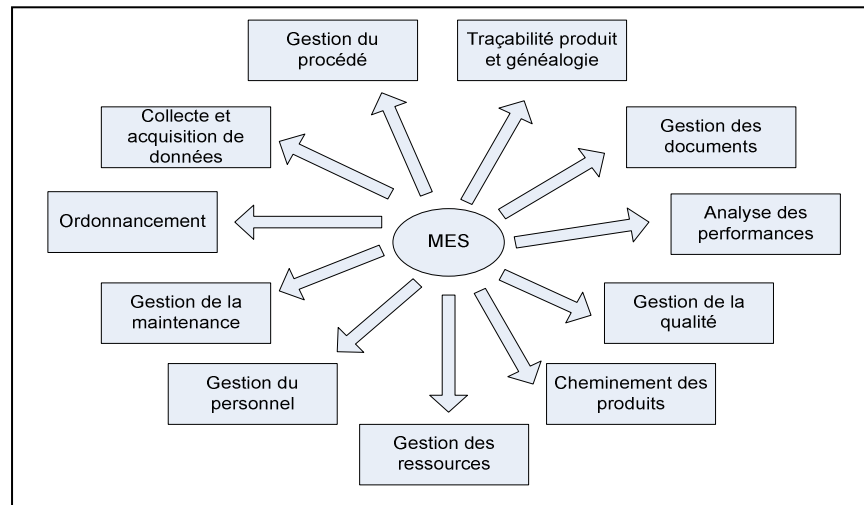 Gestion du
procédé
Traçabilité produit
et généalogie
Collecte et
acquisition de
données
Gestion des
documents
Ordonnancement
MES
Analyse des
performances
Gestion de la
maintenance
Gestion de la
qualité
Gestion du
personnel
Cheminement des
produits
Gestion des
ressources